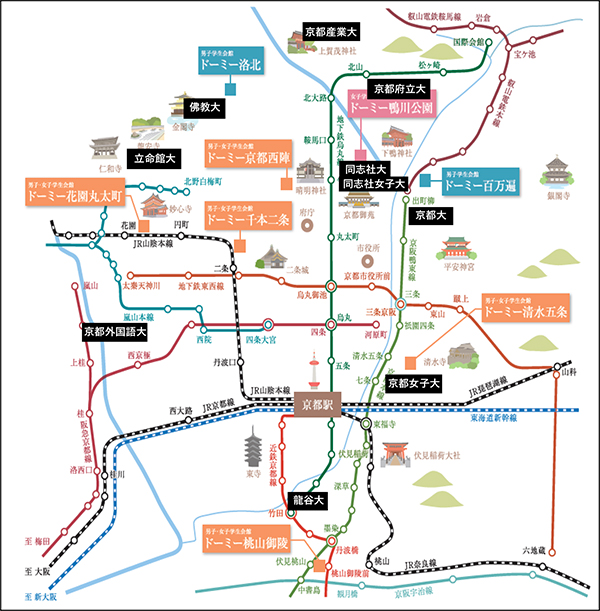 叡山電鉄鞍馬線
岩倉
京都産業大
上賀茂神社
国際会館
宝ケ池
男子学生会館
ドーミー洛北
北山
松ヶ崎
京都府立大
叡山電鉄本線
佛教大
金閣寺
北大路
女子
ドーミー鴨川公園
地下鉄烏丸線
鞍馬口
龍安寺
立命館大
仁和寺
男子・女子学生会館
ドーミー京都西陣
下鴨神社
同志社大
同志社女子大
男子学生会館
ドーミー百万遍
銀閣寺
北野白梅町
晴明神社
京都御苑
出町柳
男子・女子学生会館
ドーミー花園丸太町
妙心寺
男子・女子学生会館
ドーミー千本二条
府庁
京都大
花園
円町
丸太町
京阪鴨東線
JR山陰本線
市役所
平安神宮
二条
二条城
嵐山
太秦天神川
地下鉄東西線
烏丸御池
京都市役所前
三条
三条京阪
東山
蹴上
男子・女子学生会館
ドーミー清水五条
嵐山本線
京都外国語大
西院
四条大宮
四条
烏丸
河原町
祇園四条
上桂
西京極
丹波口
五条
清水五条
清水寺
山科
七条
京都女子大
JR山陰本線
京都駅
JR琵琶湖線
桂
西大路
JR京都線
東海道新幹線
阪急京都線
東福寺
近鉄京都線
伏見稲荷
伏見稲荷大社
洛西口
桂川
東寺
深草
龍谷大
竹田
墨染
至 梅田
男子・女子学生会館
ドーミー桃山御陵
丹波橋
六地蔵
至 大阪
伏見桃山
桃山御陵前
桃山
JR奈良線
至 新大阪
中書島
観月橋
京阪宇治線